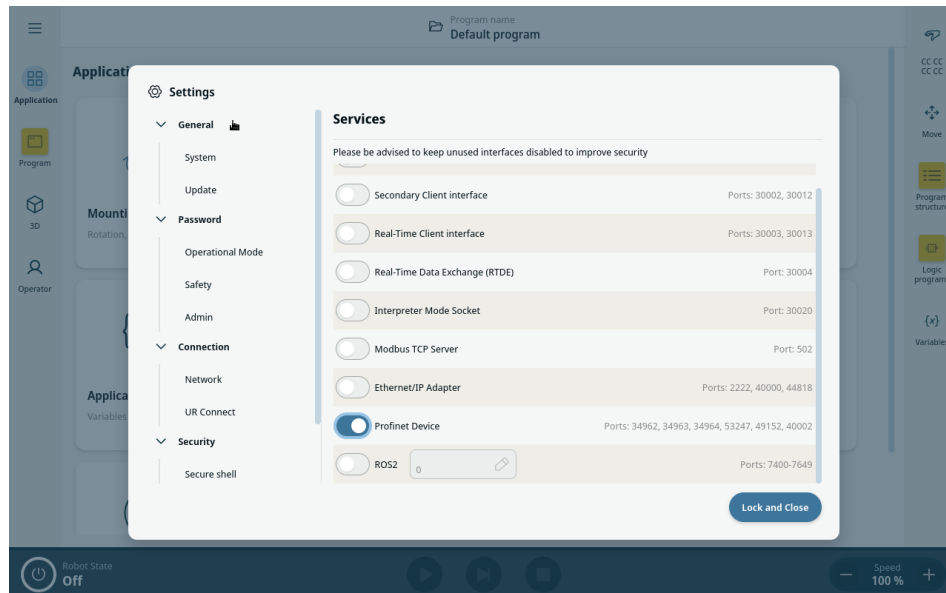 Program name
Default program
Applicati
Application
Program
3D
Operator
Mounti
Rotation,
Applica
Variables
Settings
General
System
Update
Password
Operational Mode
Safety
Admin
Connection
Network
UR Connect
Security
Secure shell
Services
Please be advised to keep unused interfaces disabled to improve security
Secondary Client interface
Ports: 30002, 30012
Real-Time Client interface
Ports: 30003, 30013
Real-Time Data Exchange (RTDE)
Port: 30004
Interpreter Mode Socket
Port: 30020
Modbus TCP Server
Port: 502
Ethernet/IP Adapter
Ports: 2222, 40000, 44818
Profinet Device
Ports: 34962, 34963, 34964, 53247, 49152, 40002
ROS2
0
Ports: 7400-7649
Lock and Close
CC CC
CC CC
Move
Program
structure
Logic
program
{x}
Variable
Robot State
Off
Speed
100 %